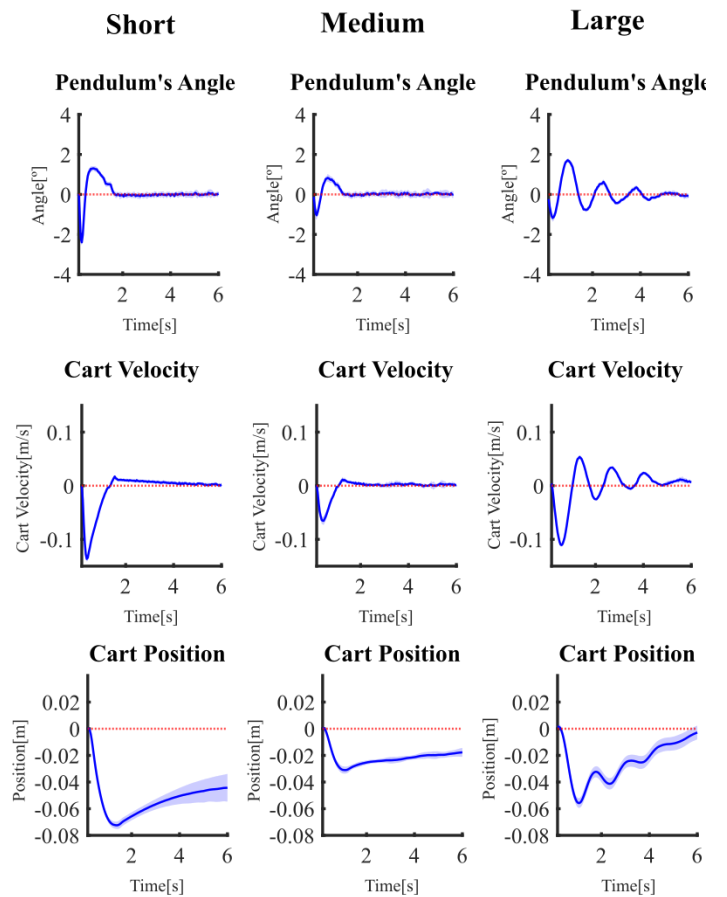 Short Medium Large
Pendulum's Angle Pendulum's Angle Pendulum's Angle
4 4 4
2 2 2
0 0 0
-2 -2 -2
-4 -4 -4
Angle[º] Angle[º] Angle[º]
2 4 6 2 4 6 2 4 6
Time[s] Time[s] Time[s]
Cart Velocity Cart Velocity Cart Velocity
0.1 0.1 0.1
0 0 0
-0.1 -0.1 -0.1
Cart Velocity[m/s] Cart Velocity[m/s] Cart Velocity[m/s]
2 4 6 2 4 6 2 4 6
Time[s] Time[s] Time[s]
Cart Position Cart Position Cart Position
0.02 0.02 0.02
0 0 0
-0.02 -0.02 -0.02
-0.04 -0.04 -0.04
-0.06 -0.06 -0.06
-0.08 -0.08 -0.08
Position[m] Position[m] Position[m]
2 4 6 2 4 6 2 4 6
Time[s] Time[s] Time[s]